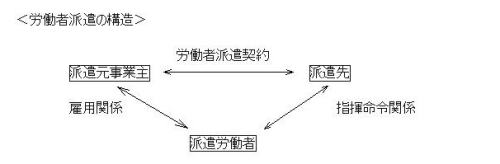 ＜労働者派遣の構造＞
労働者派遣契約
派遣元事業主
派遣先
雇用関係
指揮命令関係
派遣労働者